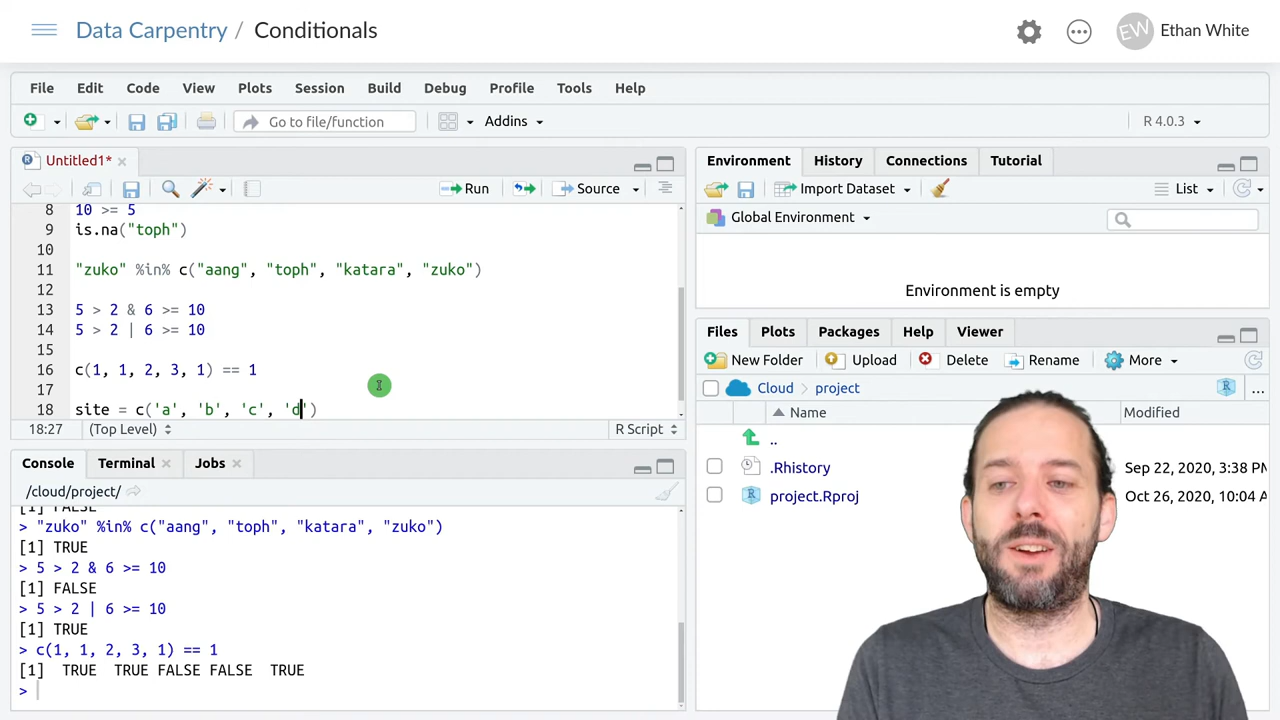 Data Carpentry / Conditionals
EW Ethan White
File Edit Code View Plots Session Build Debug Profile Tools Help
Go to file/function Addins R 4.0.3
Untitled1*
Run Source
8 10 >= 5
9 is.na("toph")
10
11 "zuko" %in% c("aang", "toph", "katara", "zuko")
12
13 5 > 2 & 6 >= 10
14 5 > 2 | 6 >= 10
15
16 c(1, 1, 2, 3, 1) == 1
17
18 site = c('a', 'b', 'c', 'd')
18:27 (Top Level) R Script
Console Terminal Jobs
/cloud/project/
[1] FALSE
> "zuko" %in% c("aang", "toph", "katara", "zuko")
[1] TRUE
> 5 > 2 & 6 >= 10
[1] FALSE
> 5 > 2 | 6 >= 10
[1] TRUE
> c(1, 1, 2, 3, 1) == 1
[1] TRUE TRUE FALSE FALSE TRUE
>
Environment History Connections Tutorial
Import Dataset List
Global Environment
Environment is empty
Files Plots Packages Help Viewer
New Folder Upload Delete Rename More
Cloud project R ...
Name Modified
..
.Rhistory Sep 22, 2020, 3:38 PM
project.Rproj Oct 26, 2020, 10:04 A